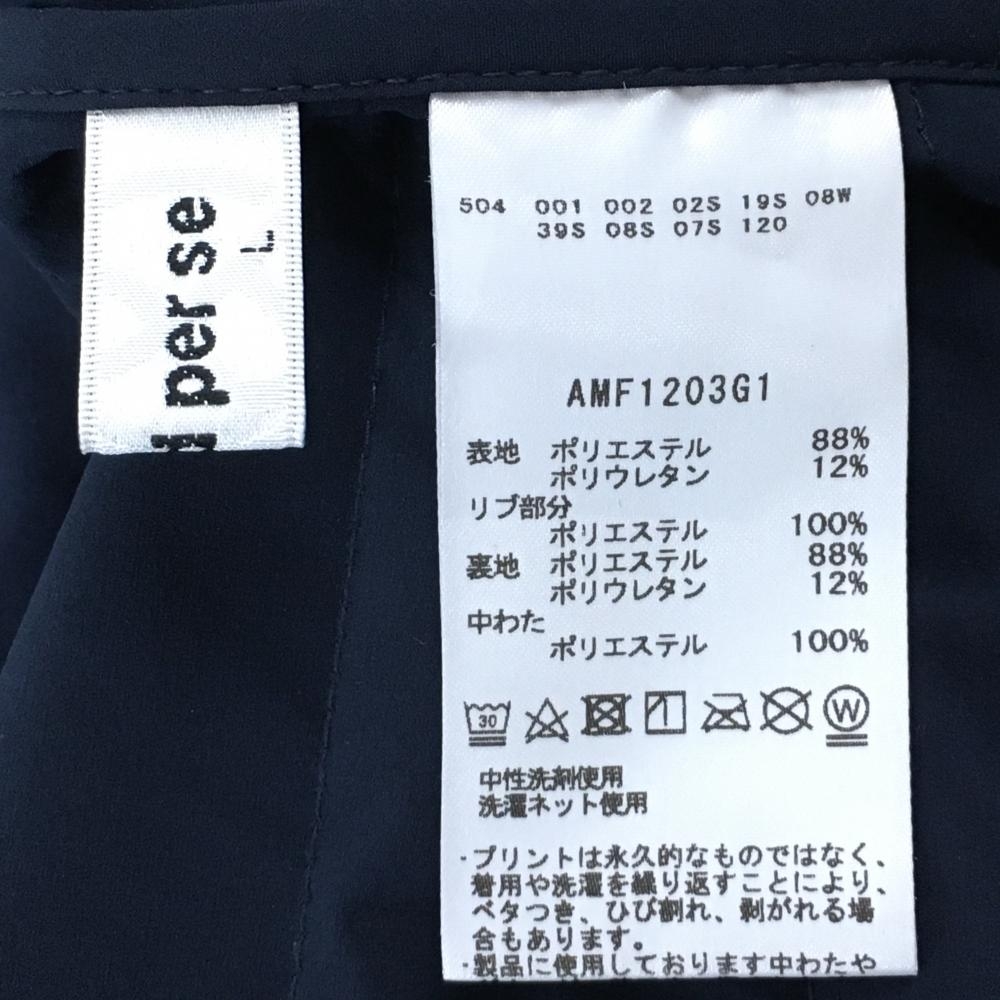 per se
L
504 001 002 02S 19S 08W
39S 08S 07S 120
AMF1203G1
表地 ポリエステル 88%
ポリウレタン 12%
リブ部分
ポリエステル 100%
裏地 ポリエステル 88%
ポリウレタン 12%
中わた
ポリエステル 100%
30 W
中性洗剤使用
洗濯ネット使用
・プリントは永久的なものではなく、
着用や洗濯を繰り返すことにより、
ベタつき、ひび割れ、剥がれる場
合もあります。
・製品に使用しております中わたや